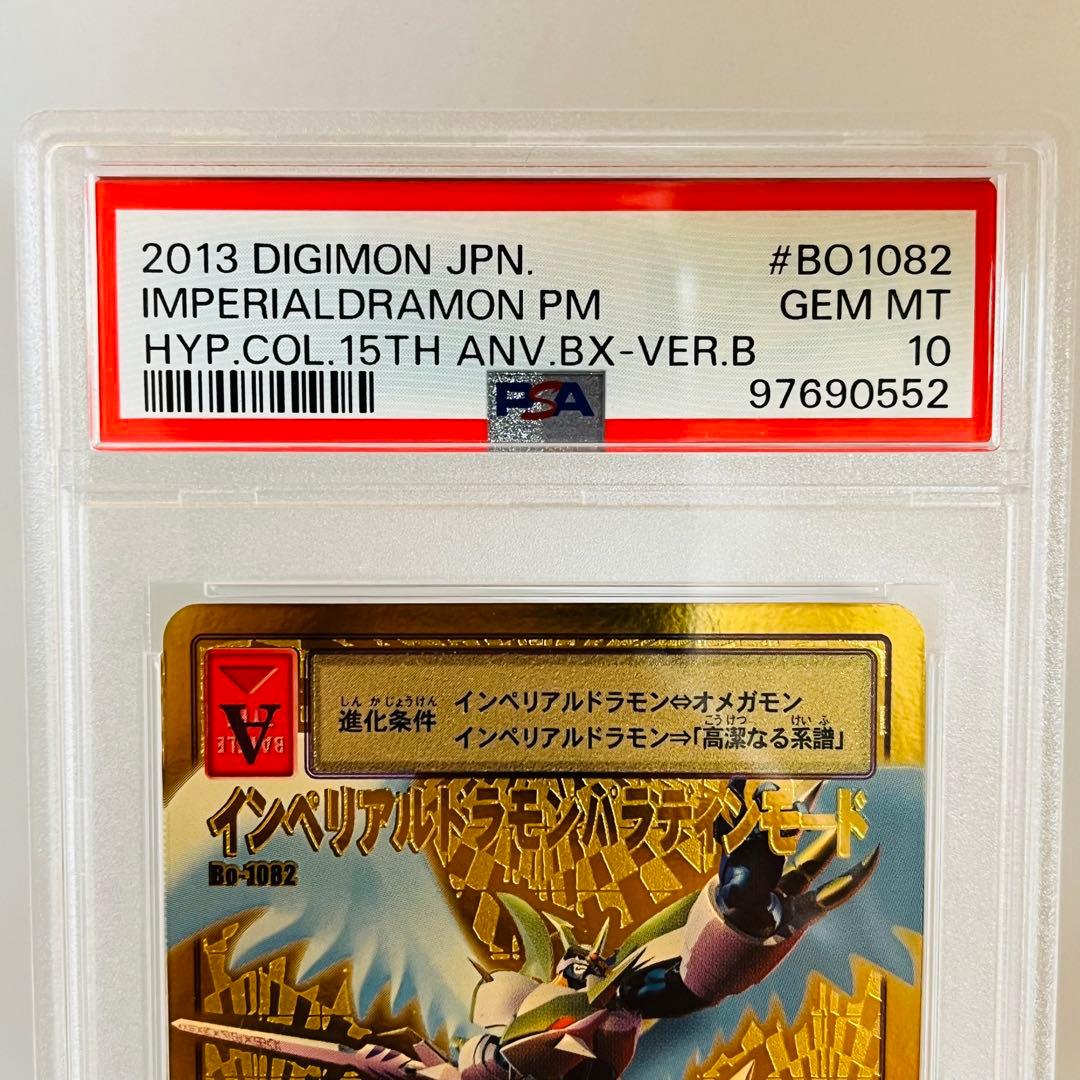 2013 DIGIMON JPN. #BO1082
IMPERIALDRAMON PM GEM MT
HYP.COL.15TH ANV.BX-VER.B 10
PSA 97690552
しんかじょうけん
進化条件
インペリアルドラモン⇔オメガモン
こうけつ けいふ
インペリアルドラモン⇒「高潔なる系譜」
A
BATTLE
インペリアルドラモンパラディンモード
Bo-1082